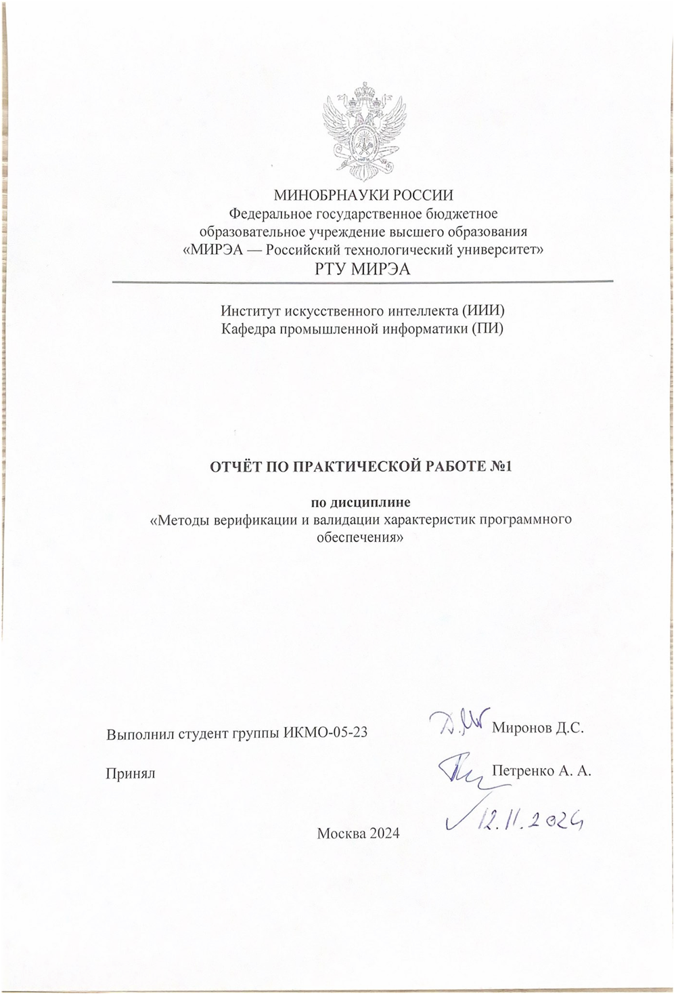 МИНОБРНАУКИ РОССИИ
Федеральное государственное бюджетное
образовательное учреждение высшего образования
«МИРЭА — Российский технологический университет»
РТУ МИРЭА
Институт искусственного интеллекта (ИИИ)
Кафедра промышленной информатики (ПИ)
ОТЧЁТ ПО ПРАКТИЧЕСКОЙ РАБОТЕ №1
по дисциплине
«Методы верификации и валидации характеристик программного
обеспечения»
Выполнил студент группы ИКМО-05-23 Миронов Д.С.
Принял Петренко А. А.
12.11.2024
Москва 2024